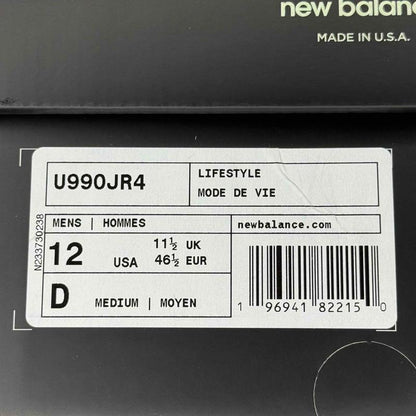 new balance
MADE IN U.S.A.
U990JR4
LIFESTYLE
MODE DE VIE
N233730238
MENS | HOMMES
newbalance.com
12 USA
11½ UK
46½ EUR
D MEDIUM | MOYEN
1 96941 82215 0